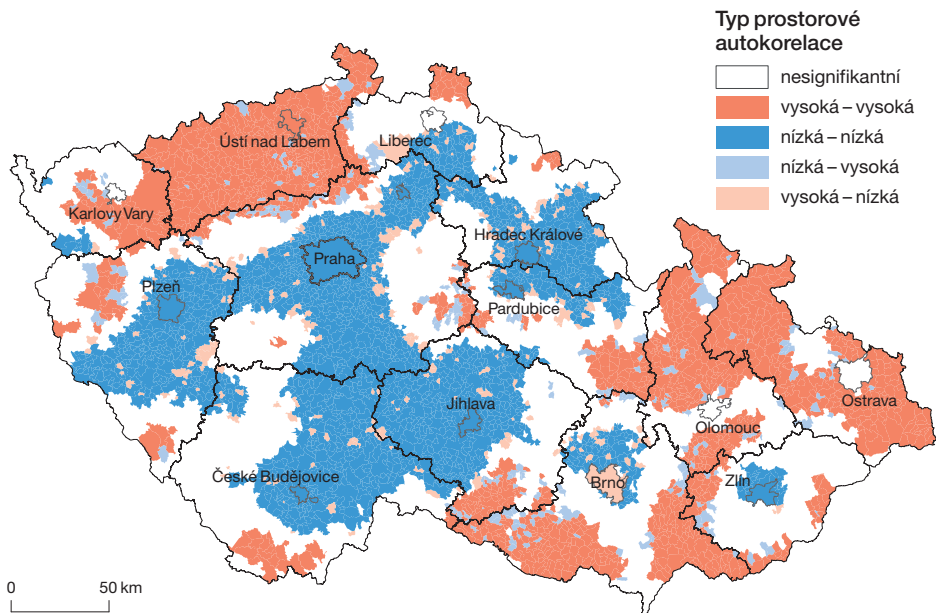 Typ prostorové
autokorelace
nesignifikantní
vysoká – vysoká
nízká – nízká
nízká – vysoká
vysoká – nízká
Ústí nad Labem
Liberec
Karlovy Vary
Hradec Králové
Praha
Plzeň
Pardubice
Jihlava
Ostrava
Olomouc
České Budějovice
Brno
Zlín
0 50 km